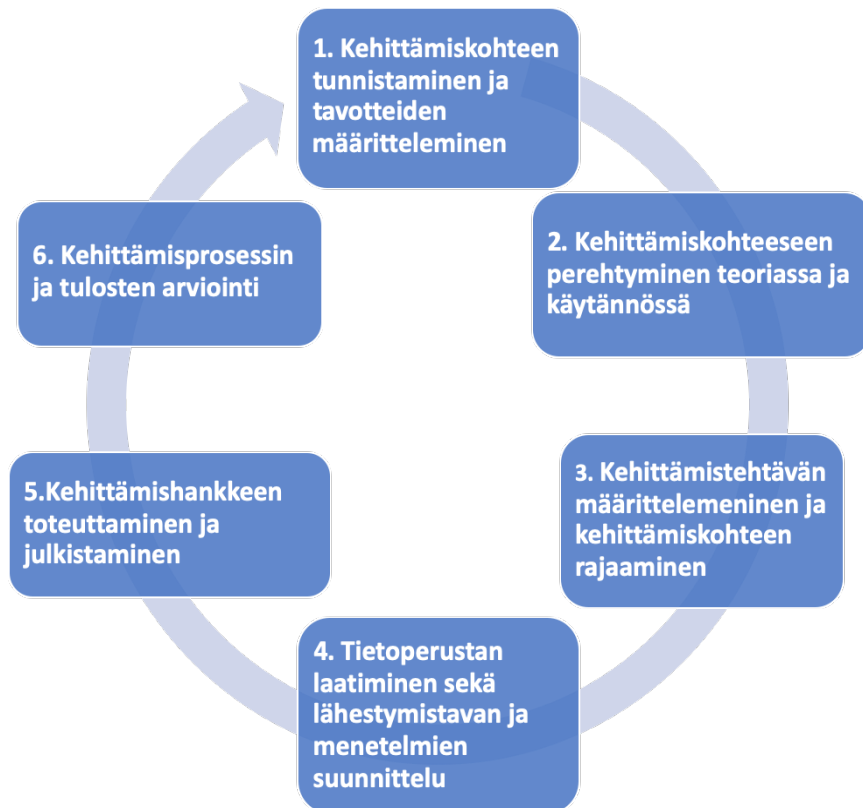 1. Kehittämiskohteen
tunnistaminen ja
tavotteiden
määritteleminen
2. Kehittämiskohteeseen
perehtyminen teoriassa ja
käytännössä
3. Kehittämistehtävän
määrittelemeninen ja
kehittämiskohteen
rajaaminen
4. Tietoperustan
laatiminen sekä
lähestymistavan ja
menetelmien
suunnittelu
5.Kehittämishankkeen
toteuttaminen ja
julkistaminen
6. Kehittämisprosessin
ja tulosten arviointi